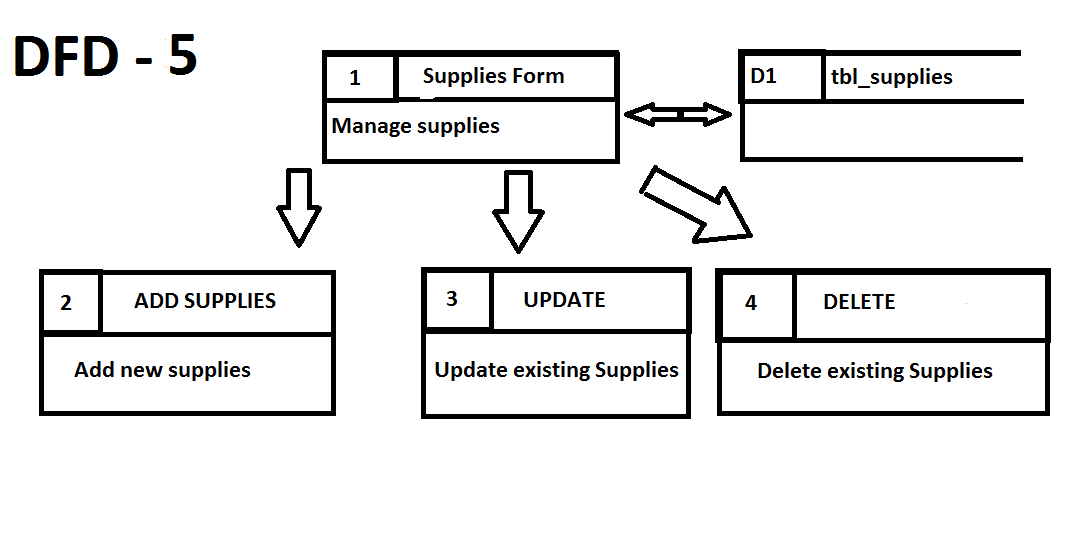 DFD - 5
1
Supplies Form
Manage supplies
D1
tbl_supplies
2
ADD SUPPLIES
Add new supplies
3
UPDATE
Update existing Supplies
4
DELETE
Delete existing Supplies